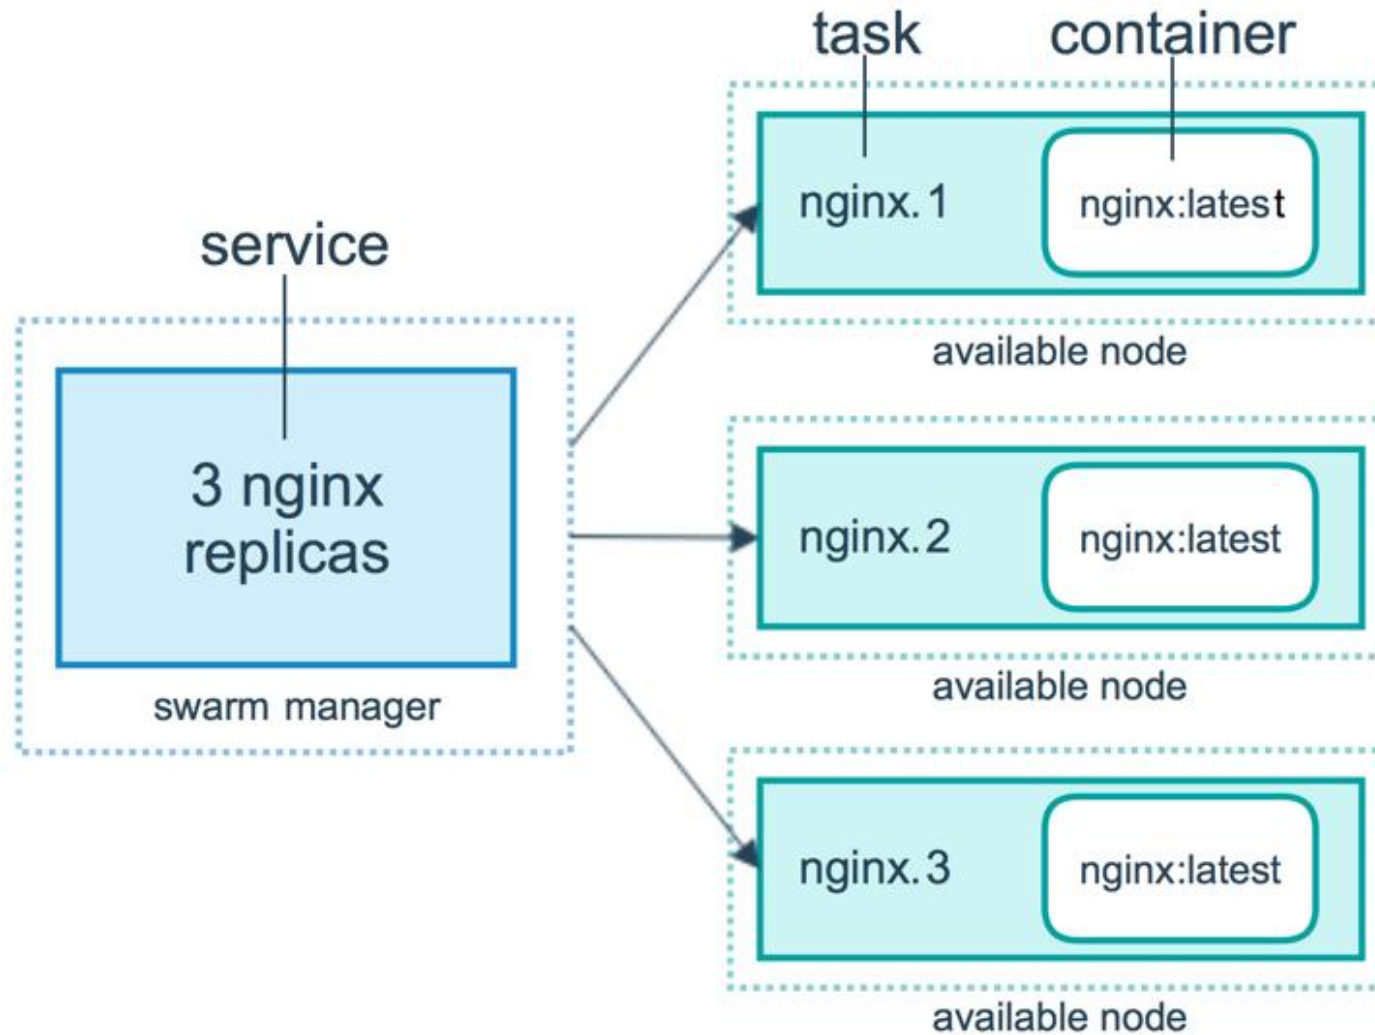 task
container
nginx.1
nginx:latest
available node
service
3 nginx
replicas
swarm manager
nginx.2
nginx:latest
available node
nginx.3
nginx:latest
available node